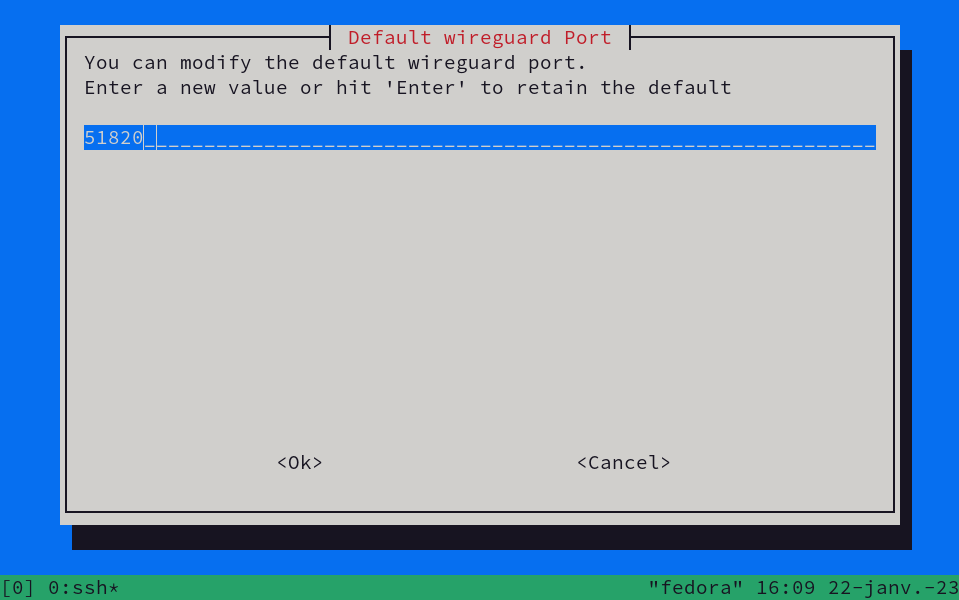 Default wireguard Port
You can modify the default wireguard port.
Enter a new value or hit 'Enter' to retain the default
51820
<Ok> <Cancel>
[0] 0:ssh* "fedora" 16:09 22-janv.-23